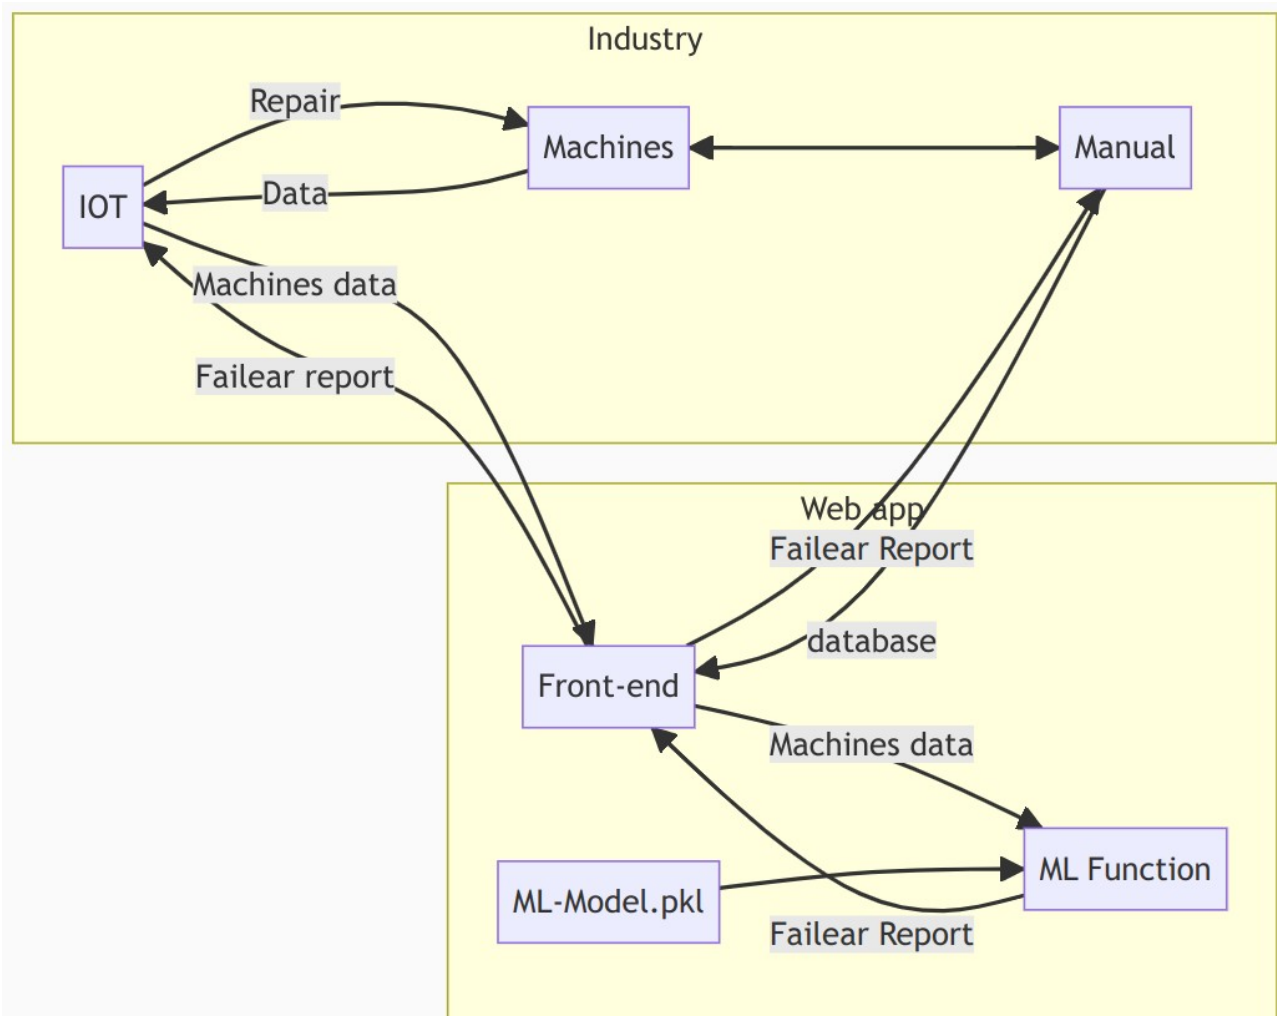 Industry
Repair
Machines
Manual
Data
IOT
Machines data
Failear report
Web app
Failear Report
database
Front-end
Machines data
ML Function
ML-Model.pkl
Failear Report